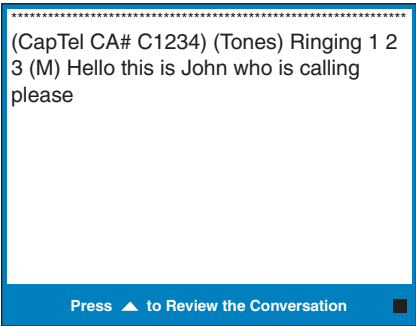 ********************************************************************************
(CapTel CA# C1234) (Tones) Ringing 1 2
3 (M) Hello this is John who is calling
please
Press ▲ to Review the Conversation